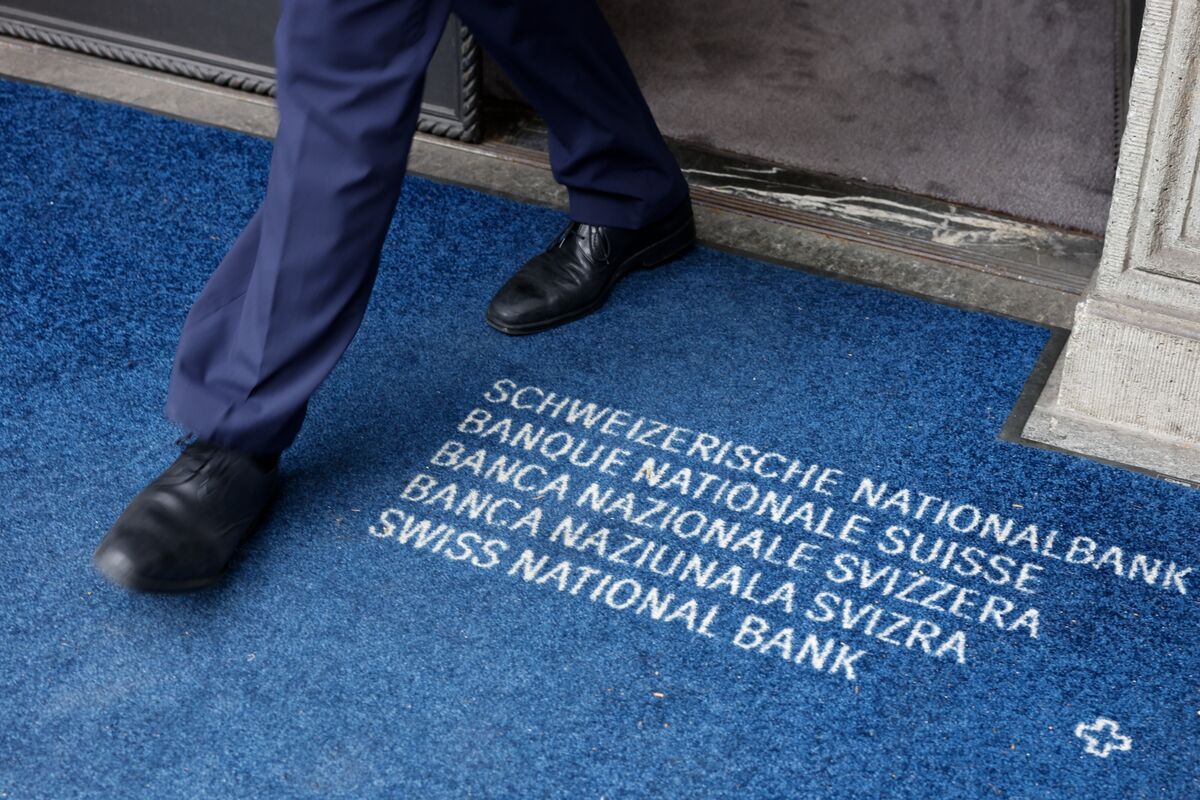 SCHWEIZERISCHE NATIONALBANK
BANQUE NATIONALE SUISSE
BANCA NAZIONALE SVIZZERA
BANCA NAZIUNALA SVIZRA
SWISS NATIONAL BANK